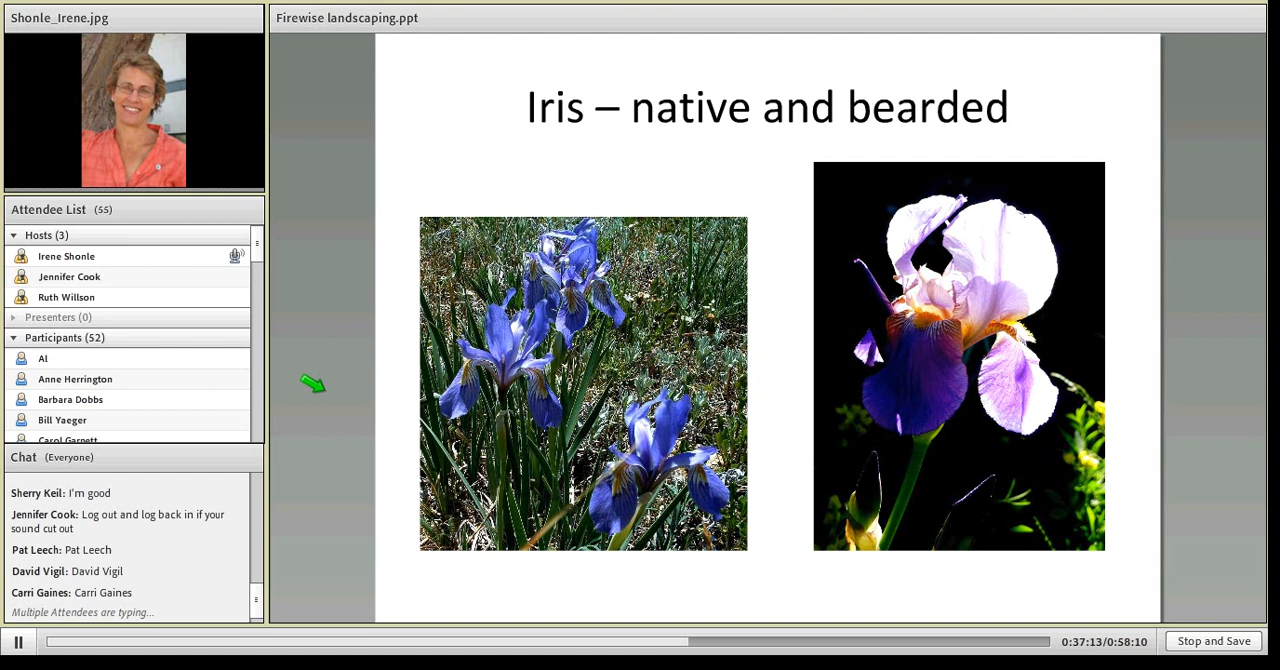 Shonle_Irene.jpg
Attendee List (55)
Hosts (3)
Irene Shonle
Jennifer Cook
Ruth Willson
Presenters (0)
Participants (52)
Al
Anne Herrington
Barbara Dobbs
Bill Yaeger
Carol Garnett
Chat (Everyone)
Sherry Keil: I'm good
Jennifer Cook: Log out and log back in if your
sound cut out
Pat Leech: Pat Leech
David Vigil: David Vigil
Carri Gaines: Carri Gaines
Multiple Attendees are typing...
Firewise landscaping.ppt
Iris – native and bearded
0:37:13/0:58:10
Stop and Save